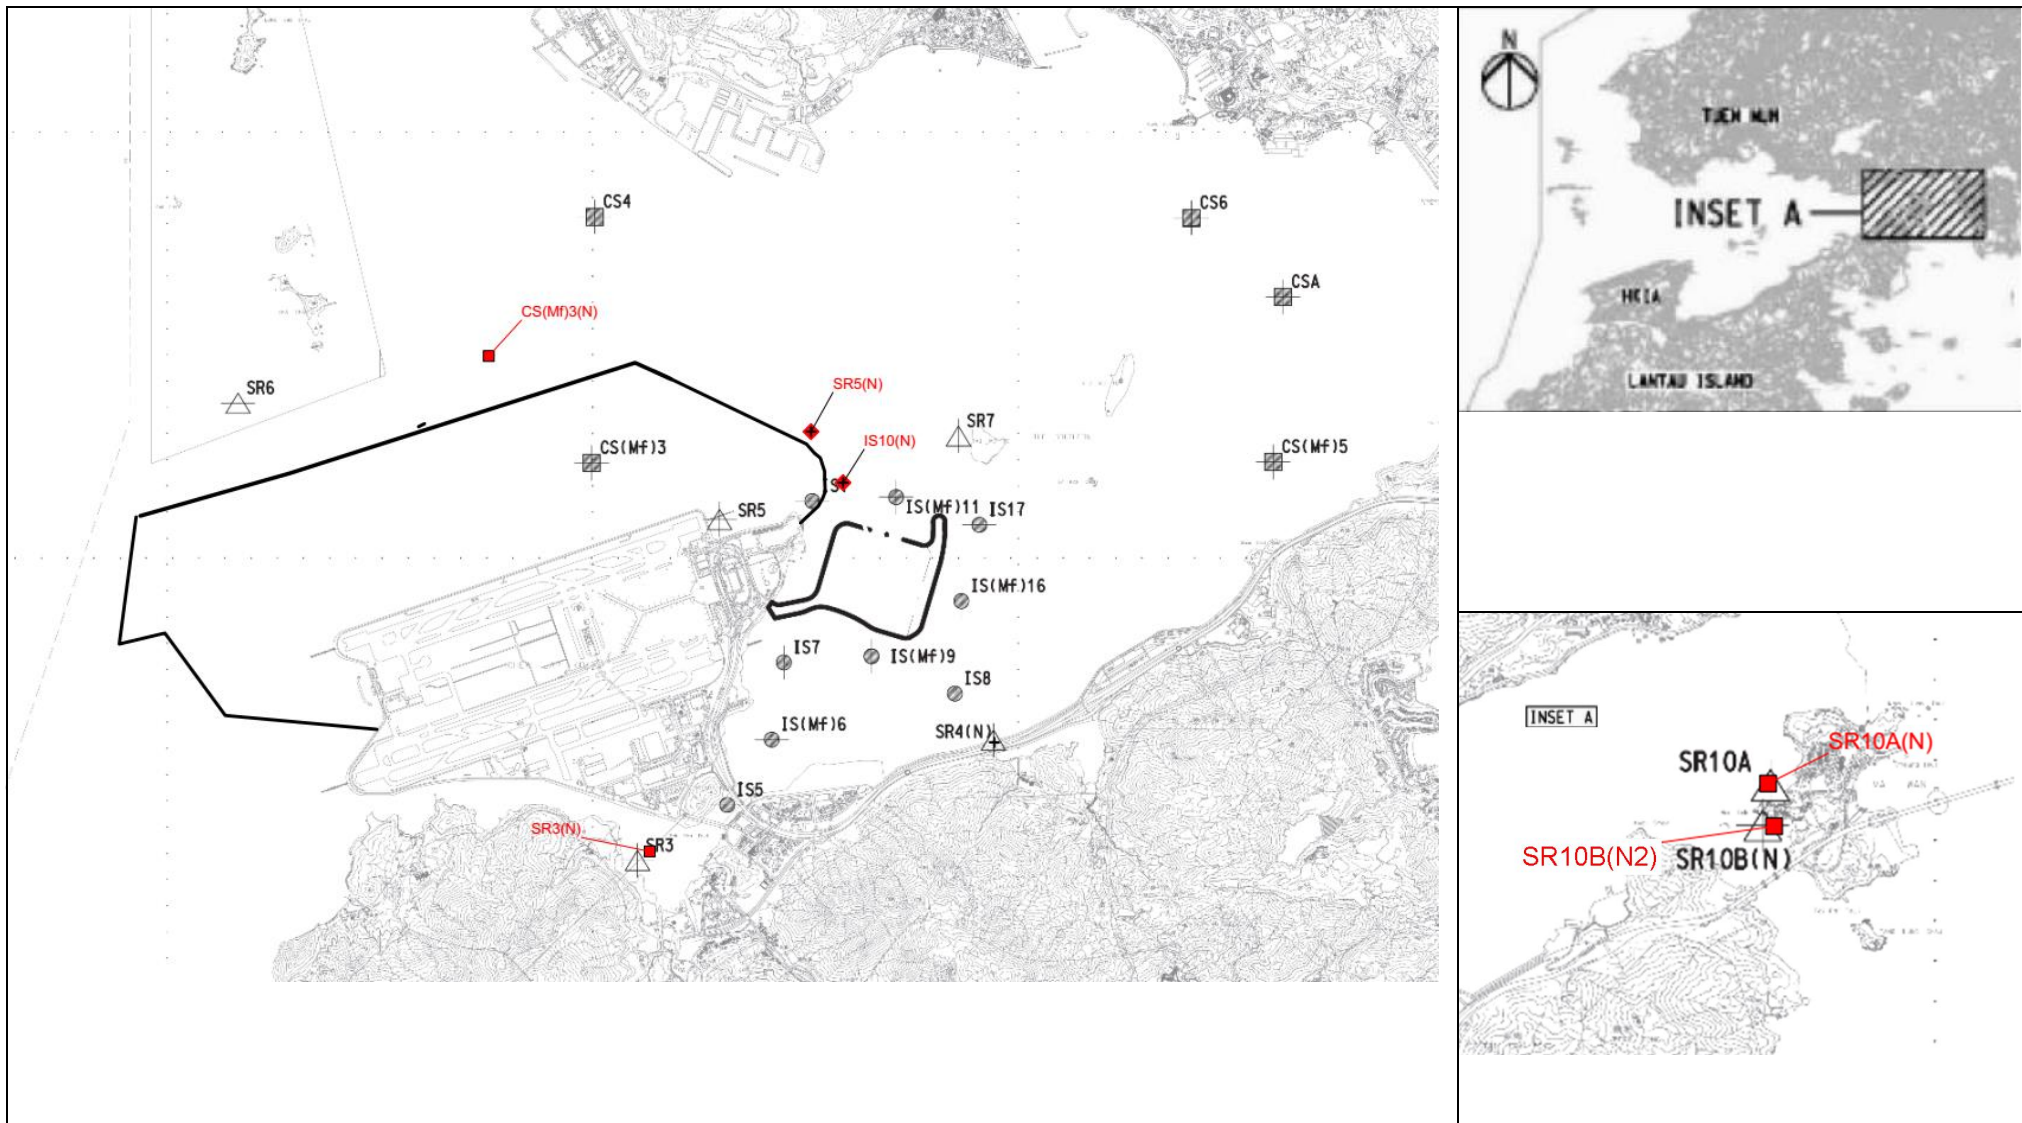 CS4
CS6
CSA
CS(Mf)3(N)
SR6
SR5(N)
SR7
IS10(N)
CS(Mf)3
CS(Mf)5
SR5
IS(Mf)11
IS17
IS(Mf)16
IS7
IS(Mf)9
IS8
SR4(N)
IS(Mf)6
IS5
SR3(N)
SR3
N
TUEN MUN
INSET A
HKIA
LANTAU ISLAND
INSET A
SR10A(N)
SR10A
MA WAN
SR10B(N2)
SR10B(N)